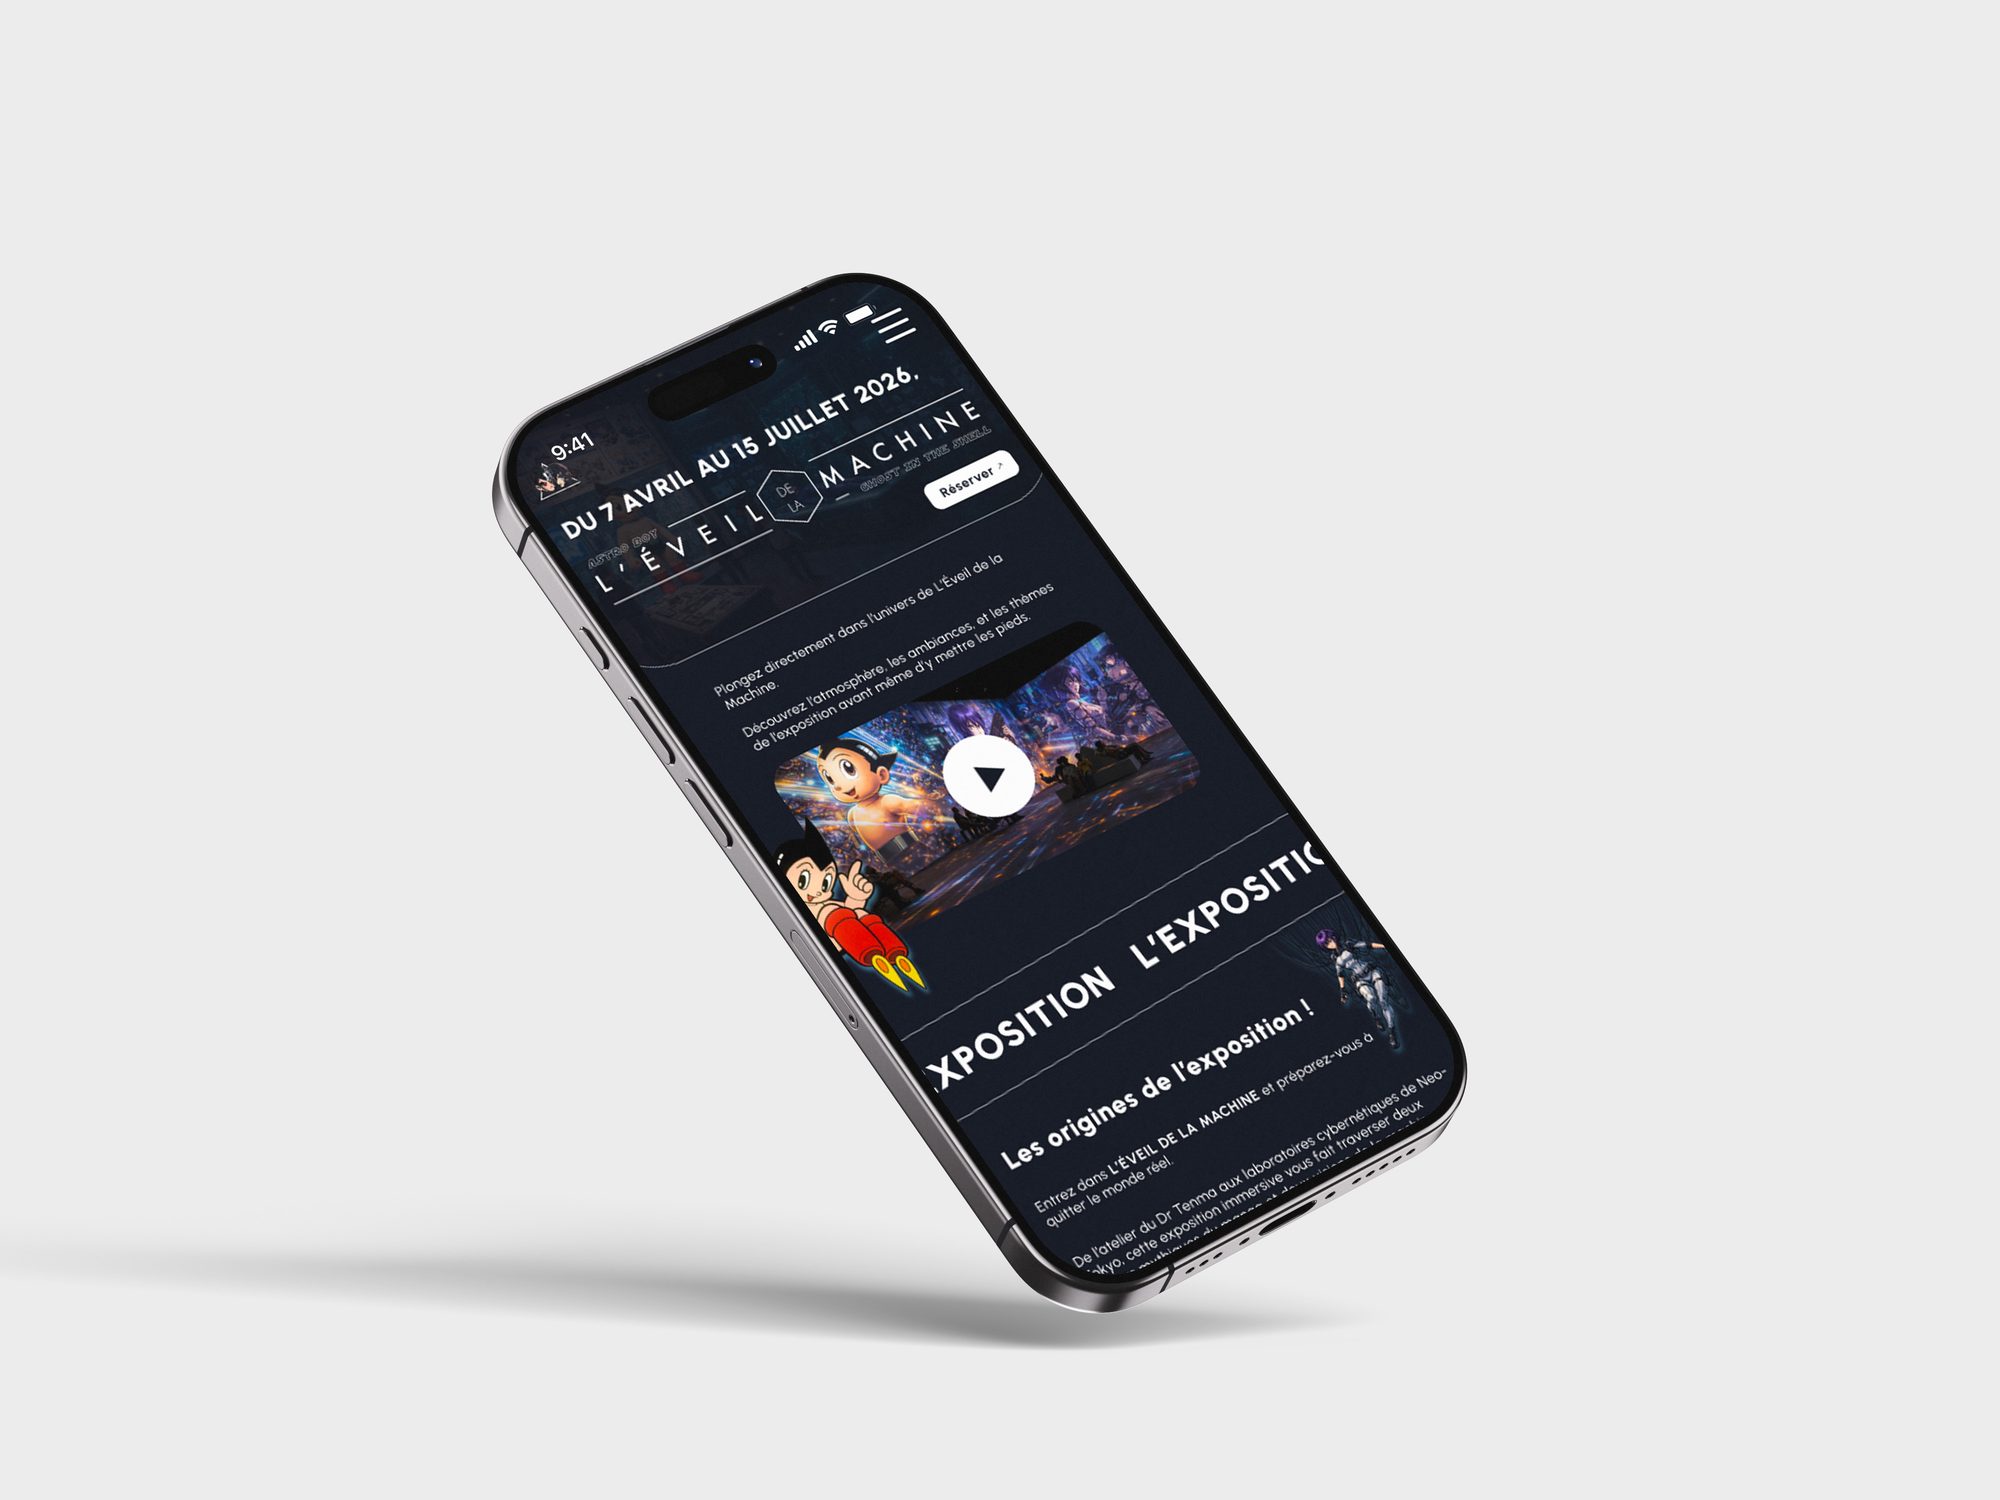 9:41
DU 7 AVRIL AU 15 JUILLET 2026,
ASTRO BOY
L'ÉVEIL DE LA MACHINE
GHOST IN THE SHELL
Réserver
Plongez directement dans l'univers de L'Éveil de la
Machine.
Découvrez l'atmosphère, les ambiances, et les thèmes
de l'exposition avant même d'y mettre les pieds.
XPOSITION L'EXPOSITIO
Les origines de l'exposition !
Entrez dans L'ÉVEIL DE LA MACHINE et préparez-vous à
quitter le monde réel.
De l'atelier du Dr Tenma aux laboratoires cybernétiques de Neo-
Tokyo, cette exposition immersive vous fait traverser deux